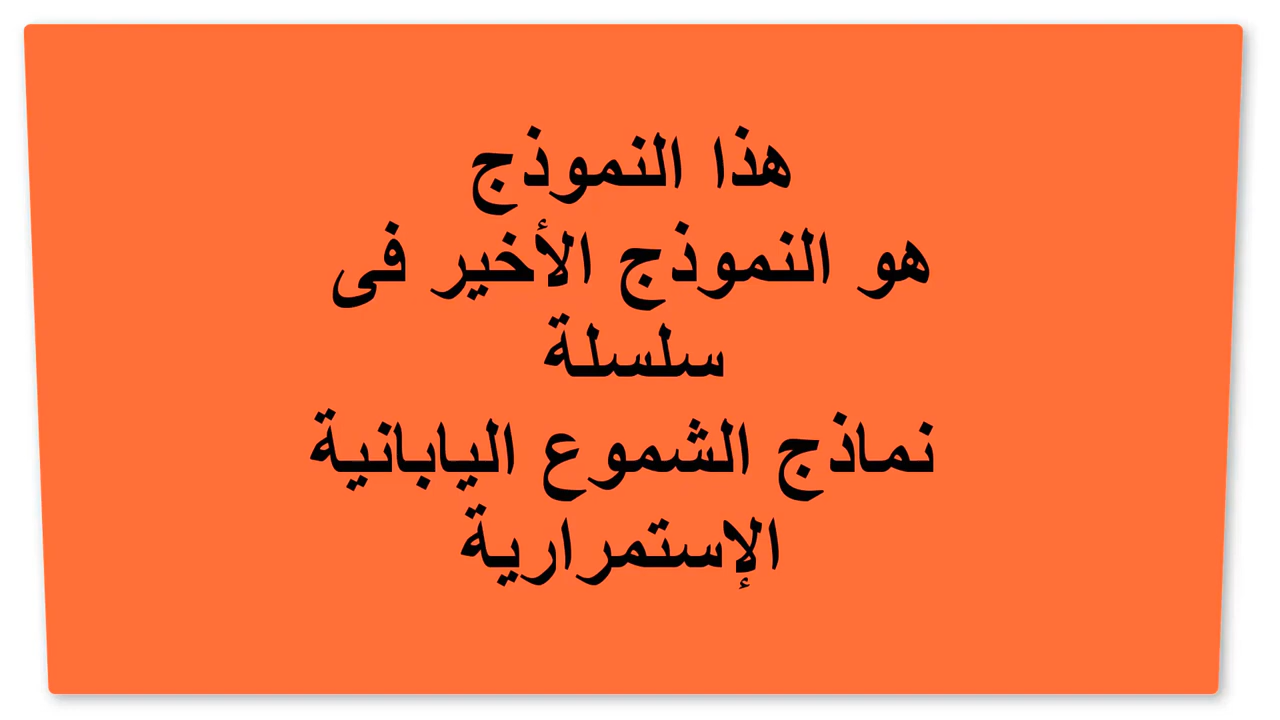 هذا النموذج
هو النموذج الأخير فى
سلسلة
نماذج الشموع اليابانية
الإستمرارية